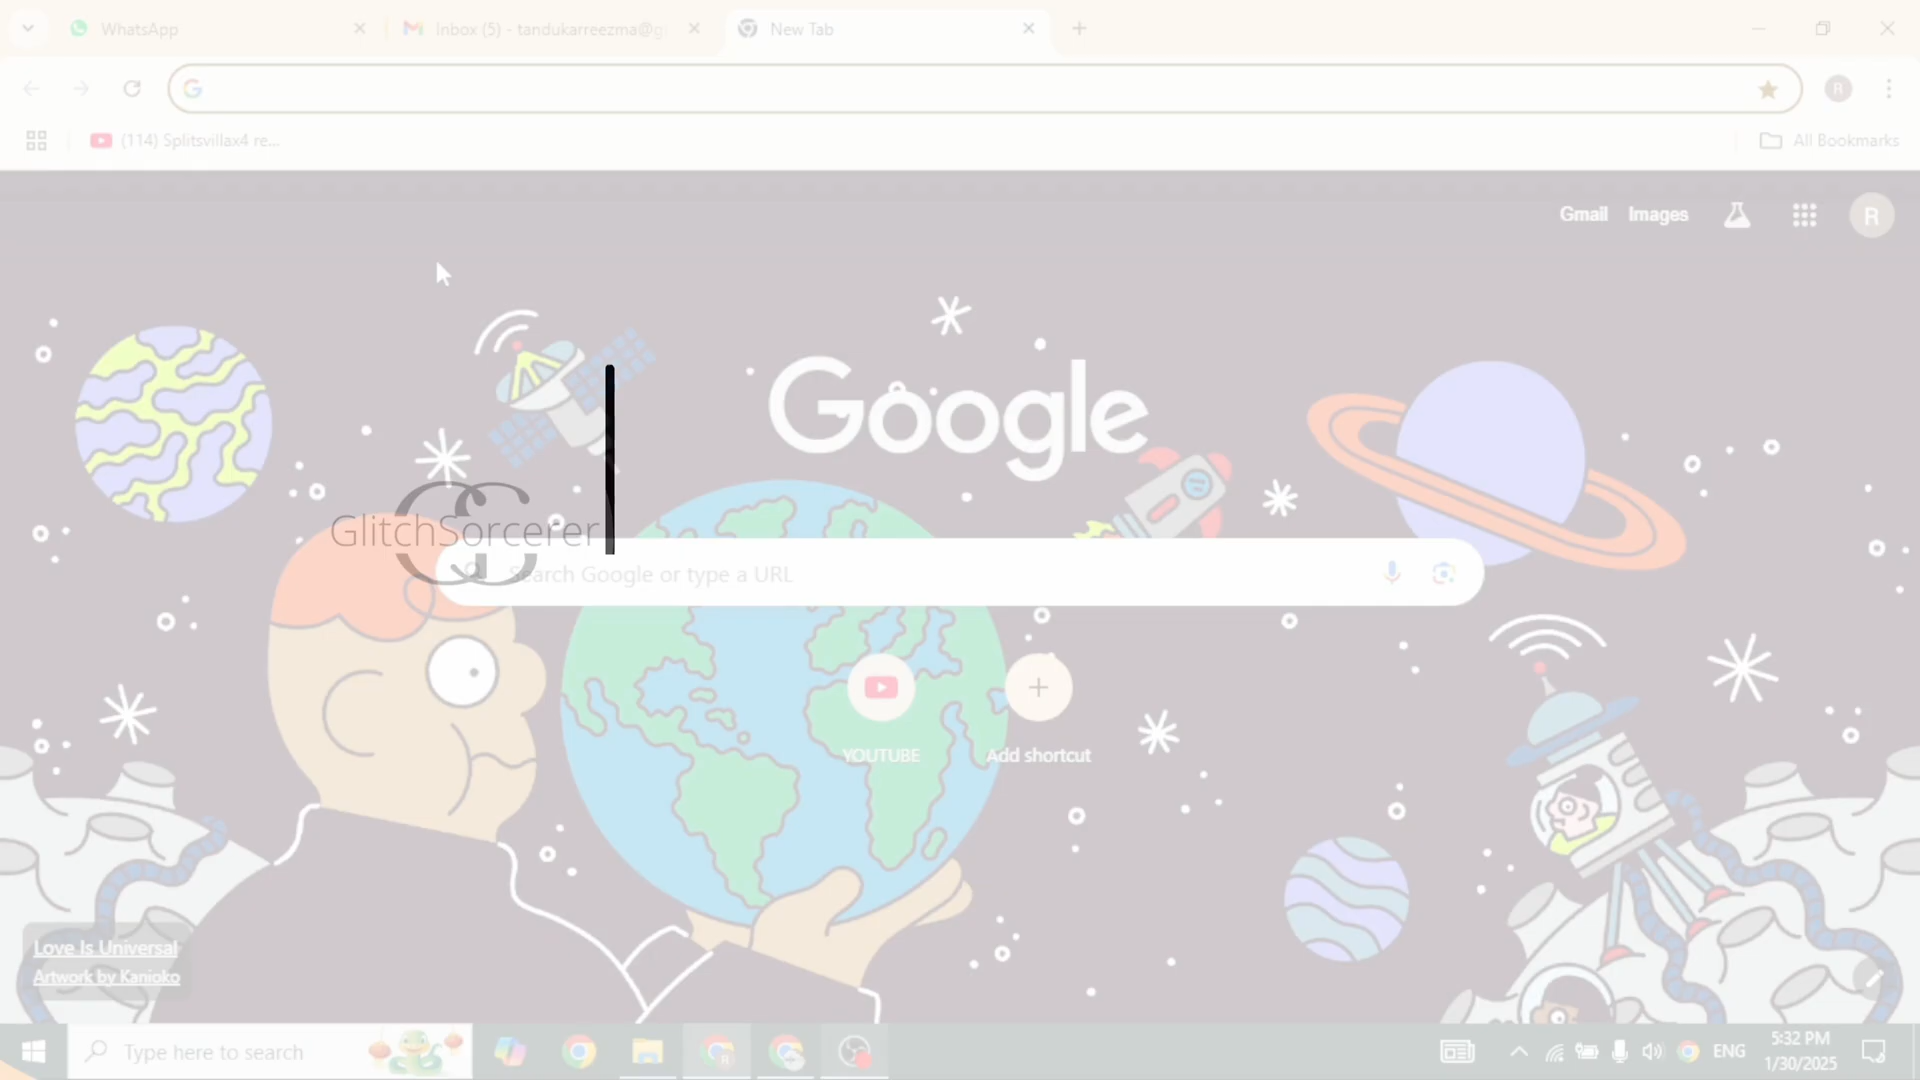 WhatsApp
Inbox (5) - tandukarreezma@g
New Tab
R
(114) Splitsvillax4 re...
All Bookmarks
Gmail
Images
R
Google
GlitchSorcerer
Search Google or type a URL
YOUTUBE
Add shortcut
Love Is Universal
Artwork by Kanioko
Type here to search
R
ENG
5:32 PM
1/30/2025